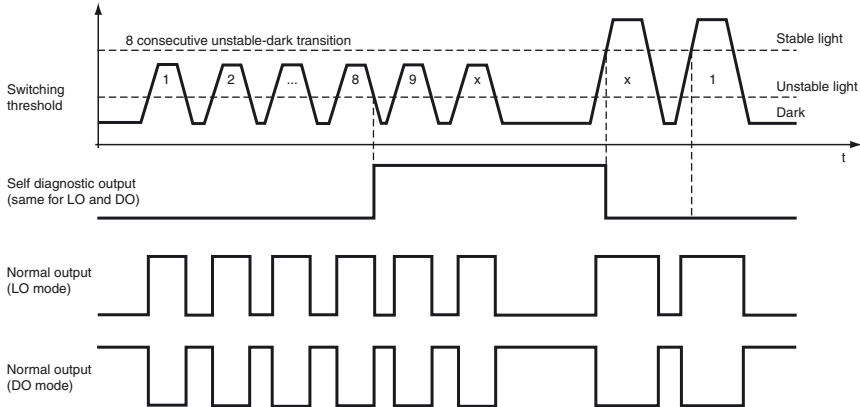 8 consecutive unstable-dark transition
Stable light
Switching
threshold
1
2
...
8
9
x
x
1
Unstable light
Dark
t
Self diagnostic output
(same for LO and DO)
Normal output
(LO mode)
Normal output
(DO mode)